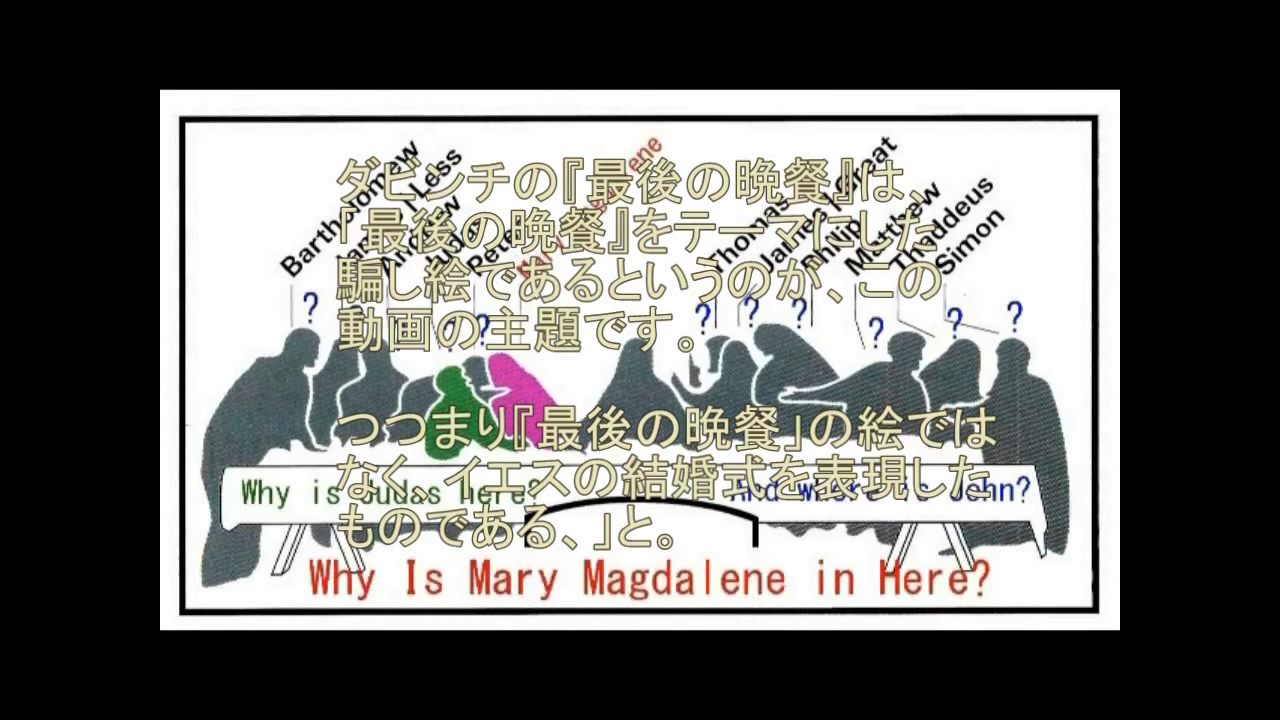 Bartholomew
Andrew
Thomas
Matthew
Thaddeus
Simon
ダビンチの『最後の晩餐』は、
「最後の晩餐』をテーマにした
騙し絵であるというのが、この
動画の主題です。
? ? ? ? ? ? ?
?
つつまり『最後の晩餐」の絵では
なく、イエスの結婚式を表現した
ものである、」と。
Why is Judas here?
And where is John?
Why Is Mary Magdalene in Here?